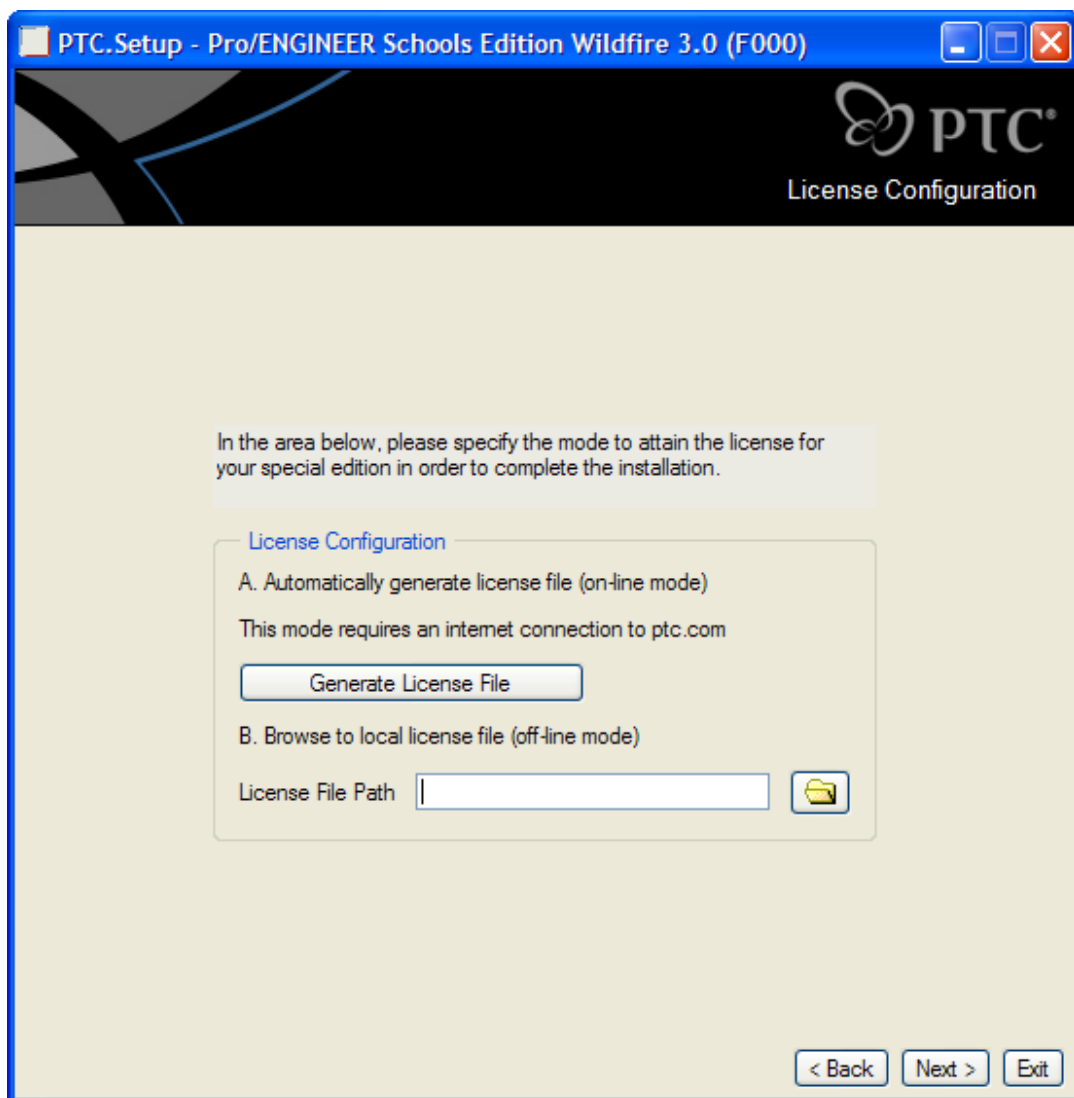 PTC.Setup - Pro/ENGINEER Schools Edition Wildfire 3.0 (F000)
PTC®
License Configuration
In the area below, please specify the mode to attain the license for
your special edition in order to complete the installation.
License Configuration
A. Automatically generate license file (on-line mode)
This mode requires an internet connection to ptc.com
Generate License File
B. Browse to local license file (off-line mode)
License File Path
< Back Next > Exit